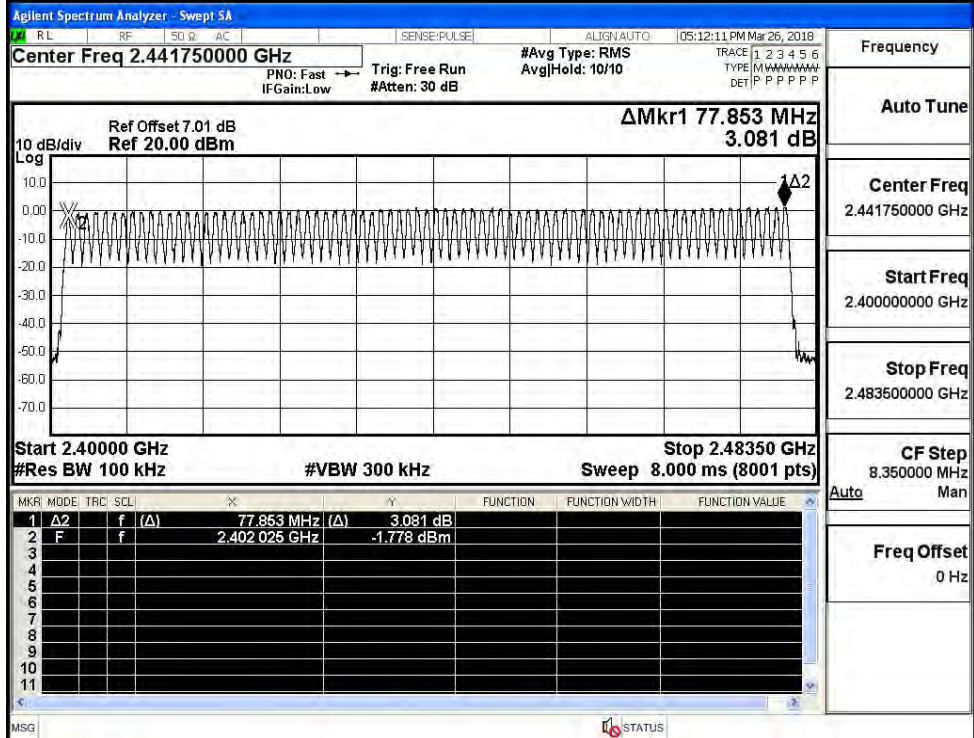 Agilent Spectrum Analyzer - Swept SA
LXI RL RF 50 Ω AC SENSE:PULSE ALIGN AUTO 05:12:11 PM Mar 26, 2018
Center Freq 2.441750000 GHz
PNO: Fast
IFGain:Low
Trig: Free Run
#Atten: 30 dB
#Avg Type: RMS
Avg|Hold: 10/10
TRACE 1 2 3 4 5 6
TYPE MWWWWW
DET P P P P P P
Ref Offset 7.01 dB
Ref 20.00 dBm
10 dB/div
Log
ΔMkr1 77.853 MHz
3.081 dB
10.0
0.00
-10.0
-20.0
-30.0
-40.0
-50.0
-60.0
-70.0
2
1Δ2
Start 2.40000 GHz Stop 2.48350 GHz
#Res BW 100 kHz #VBW 300 kHz Sweep 8.000 ms (8001 pts)
MKR MODE TRC SCL X Y FUNCTION FUNCTION WIDTH FUNCTION VALUE
1 Δ2 f (Δ) 77.853 MHz (Δ) 3.081 dB
2 F f 2.402 025 GHz -1.778 dBm
3
4
5
6
7
8
9
10
11
MSG STATUS
Frequency
Auto Tune
Center Freq
2.441750000 GHz
Start Freq
2.400000000 GHz
Stop Freq
2.483500000 GHz
CF Step
8.350000 MHz
Auto Man
Freq Offset
0 Hz